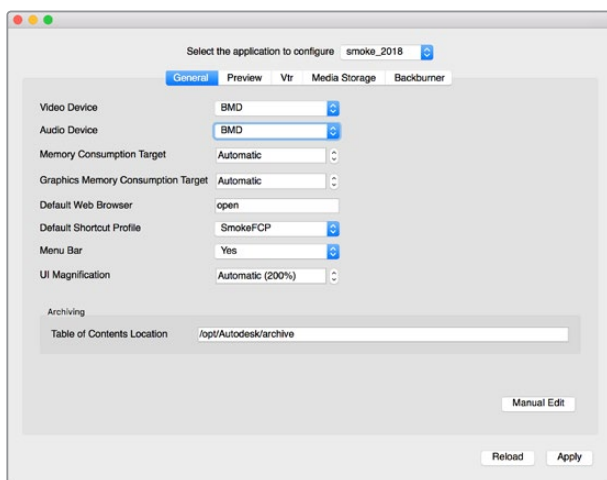 Select the application to configure smoke_2018
General Preview Vtr Media Storage Backburner
Video Device BMD
Audio Device BMD
Memory Consumption Target Automatic
Graphics Memory Consumption Target Automatic
Default Web Browser open
Default Shortcut Profile SmokeFCP
Menu Bar Yes
UI Magnification Automatic (200%)
Archiving
Table of Contents Location /opt/Autodesk/archive
Manual Edit
Reload Apply